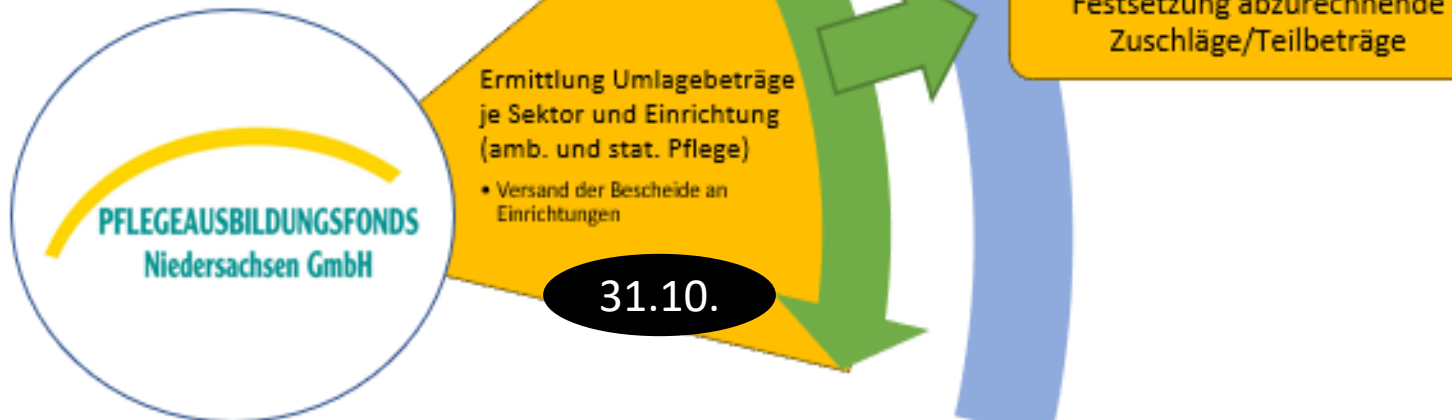 Festsetzung abzurechnende
Zuschläge/Teilbeträge
Ermittlung Umlagebeträge
je Sektor und Einrichtung
(amb. und stat. Pflege)
• Versand der Bescheide an
Einrichtungen
PFLEGEAUSBILDUNGSFONDS
Niedersachsen GmbH
31.10.